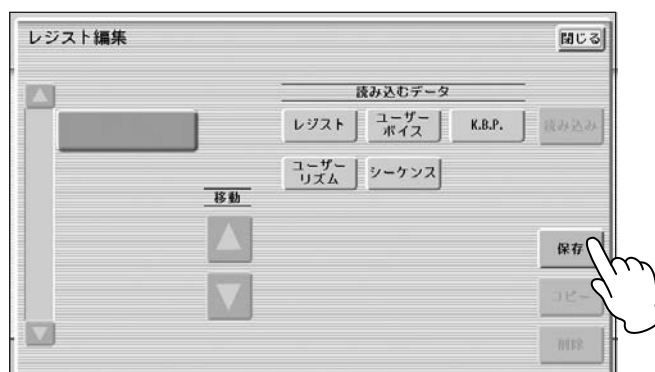 レジスト編集
閉じる
読み込むデータ
レジスト
ユーザー
ボイス
K.B.P.
読み込み
ユーザー
リズム
シーケンス
移動
保存
コピー
削除